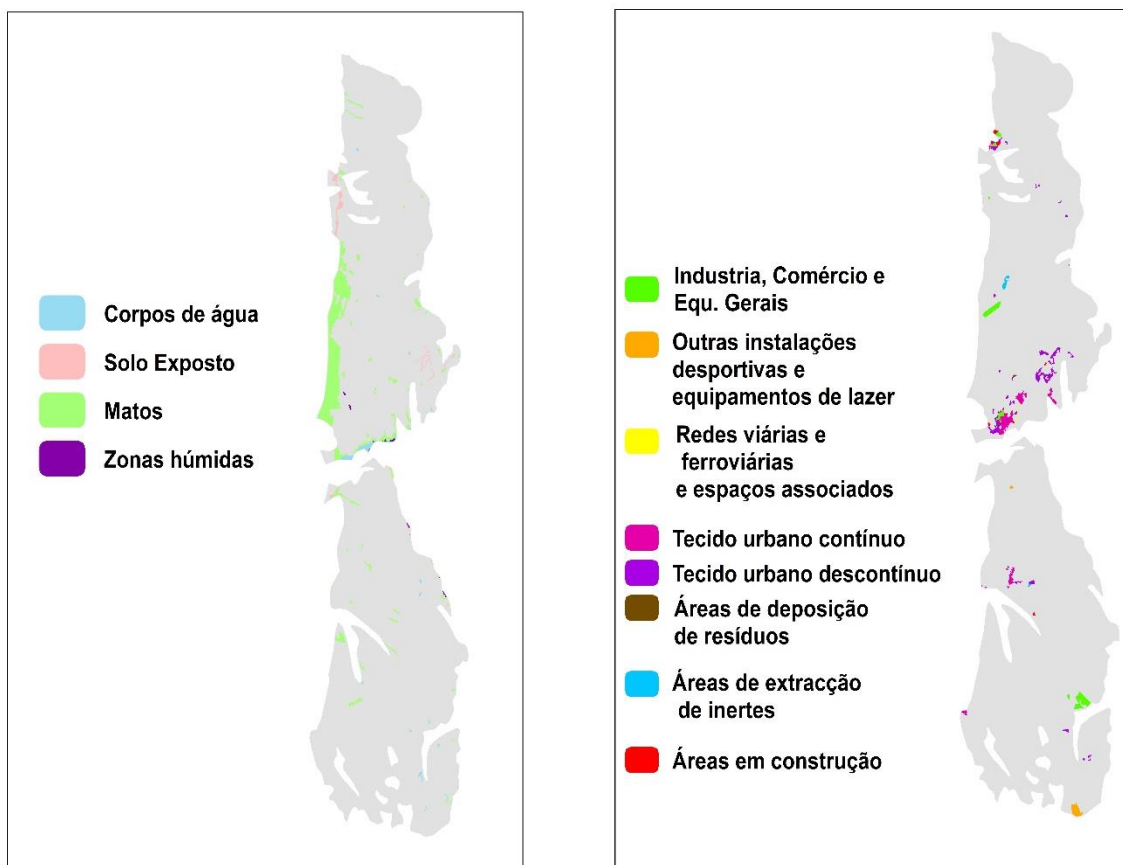 Corpos de água
Solo Exposto
Matos
Zonas húmidas
Industria, Comércio e
Equ. Gerais
Outras instalações
desportivas e
equipamentos de lazer
Redes viárias e
ferroviárias
e espaços associados
Tecido urbano contínuo
Tecido urbano descontínuo
Áreas de deposição
de resíduos
Áreas de extracção
de inertes
Áreas em construção